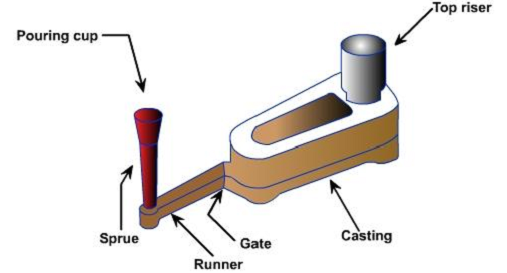 Top riser
Pouring cup
Sprue
Gate
Casting
Runner